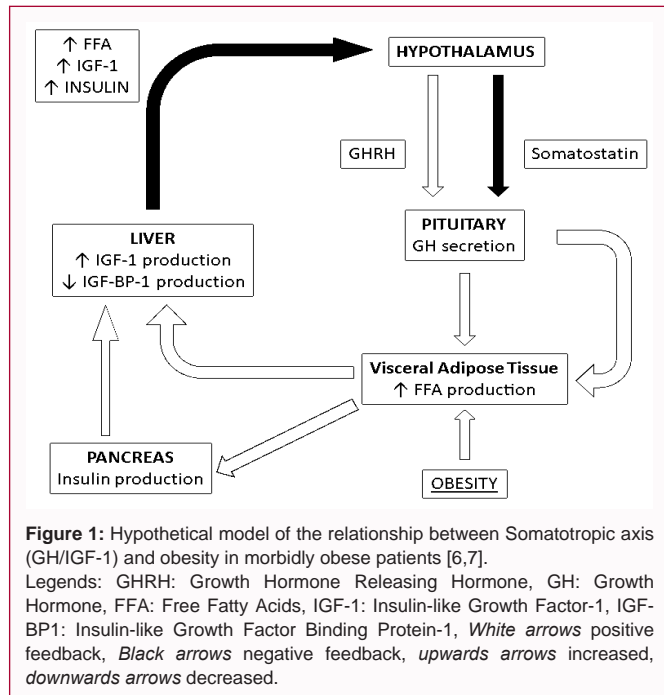 ↑ FFA
↑ IGF-1
↑ INSULIN
HYPOTHALAMUS
GHRH
Somatostatin
PITUITARY
GH secretion
LIVER
↑ IGF-1 production
↓ IGF-BP-1 production
Visceral Adipose Tissue
↑ FFA production
PANCREAS
Insulin production
OBESITY
Figure 1: Hypothetical model of the relationship between Somatotropic axis
(GH/IGF-1) and obesity in morbidly obese patients [6,7].
Legends: GHRH: Growth Hormone Releasing Hormone, GH: Growth
Hormone, FFA: Free Fatty Acids, IGF-1: Insulin-like Growth Factor-1, IGF-
BP1: Insulin-like Growth Factor Binding Protein-1, White arrows positive
feedback, Black arrows negative feedback, upwards arrows increased,
downwards arrows decreased.